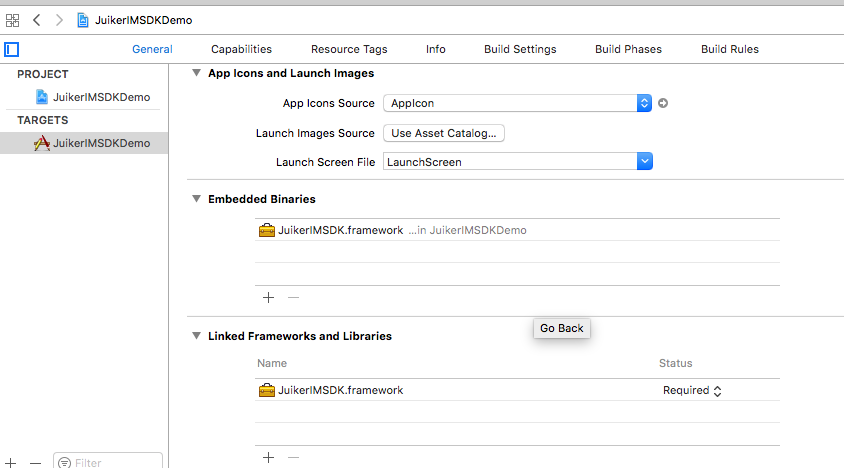 JuikerIMSDKDemo
General Capabilities Resource Tags Info Build Settings Build Phases Build Rules
PROJECT
JuikerIMSDKDemo
TARGETS
JuikerIMSDKDemo
App Icons and Launch Images
App Icons Source AppIcon
Launch Images Source Use Asset Catalog...
Launch Screen File LaunchScreen
Embedded Binaries
JuikerIMSDK.framework ...in JuikerIMSDKDemo
Go Back
Linked Frameworks and Libraries
Name Status
JuikerIMSDK.framework Required
Filter